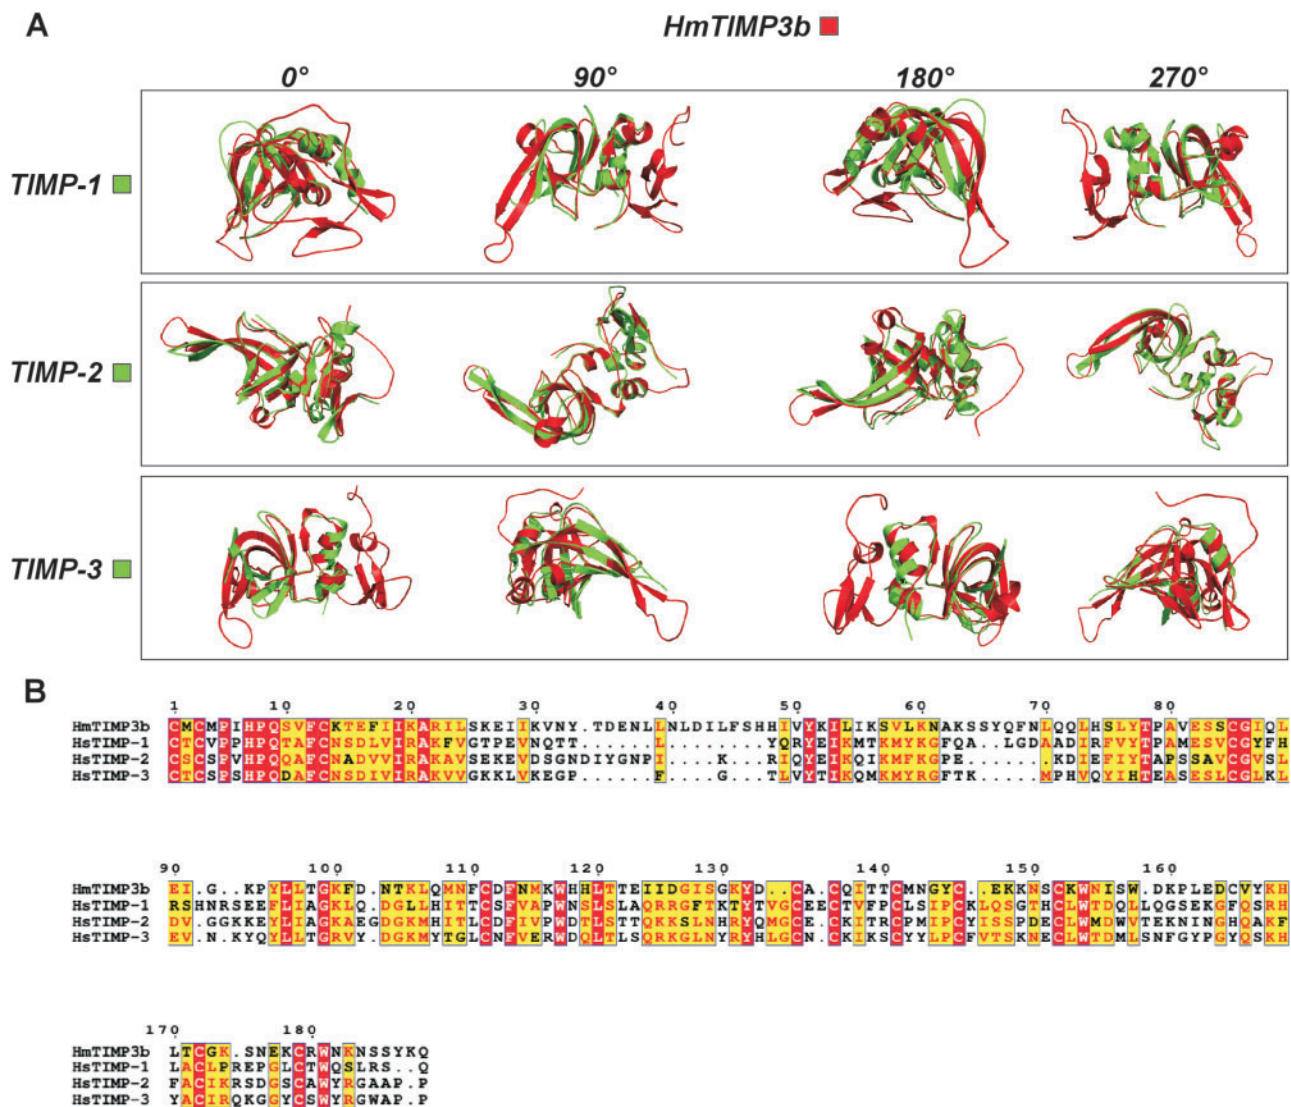 A
HmTIMP3b
0° 90° 180° 270°
TIMP-1
TIMP-2
TIMP-3
B
1 10 20 30 40 50 60 70 80
HmTIMP3b CMCMPIHPQSVFCKTEFIIKARILSKEIIKVNY.TDENLLNLDILFSHHIVYKILIKSVLKNAKSSYQFNLQQLHSLYTPAVESSCGIQL
HsTIMP-1 CTCVPPHPQTAFCNSDLVIRAKFVGTPEVNQTT......L........YQRYEIKMTKMYKGFQA..LGDAADIRFVYTPAMESVCGYFH
HsTIMP-2 CSCSPVHPQQAFCNADVVIRAKAVSEKEVDSGNDIYGNPI....K...RIQYEIKQIKMFKGPE......KDIEFIYTAPSSAVCGVSL
HsTIMP-3 CTCSPSHPQDAFCNSDIVIRAKVVGKKLVKEGP......F....G...TLVYTIKQMKMYRGFTK.....MPHVQYIHTEASESLCGLKL
90 100 110 120 130 140 150 160
HmTIMP3b EI.G..KPYLLTGKFD.NTKLQMNFCDFNMKWHHLTTEIIDGISGKYD..CA.CQITTCMNGYC..EKKNSCKWNISW.DKPLEDCVYKH
HsTIMP-1 RSHNRSEEFLIAGKLQ.DGLLHITTCSFVAPWNSLSLAQRRGFTKTYTVGCEECTVFPCLSIPCKLQSGTHCLWTDQLLQGSEKGFQSRH
HsTIMP-2 DV.GGKKEYLIAGKAEGDGKMHITLCDFIVPWDTLSTTQKKSLNHRYQMGCE.CKITRCPMIPCYISSPDECLWMDWVTEKNINGHQAKF
HsTIMP-3 EV.N.KYQYLLTGRVY.DGKMYTGLCNFVERWDQLTLSQRKGLNYRYHLGCN.CKIKSCYYLPCFVTSKNECLWTDMLSNFGYPGYQSKH
170 180
HmTIMP3b LTCGK.SNEKCRWNKNSSYKQ
HsTIMP-1 LACLPREPGLCTWQSLRS..Q
HsTIMP-2 FACIKRSDGSCAWYRGAAP.P
HsTIMP-3 YACIRQKGGYCSWYRGWAP.P